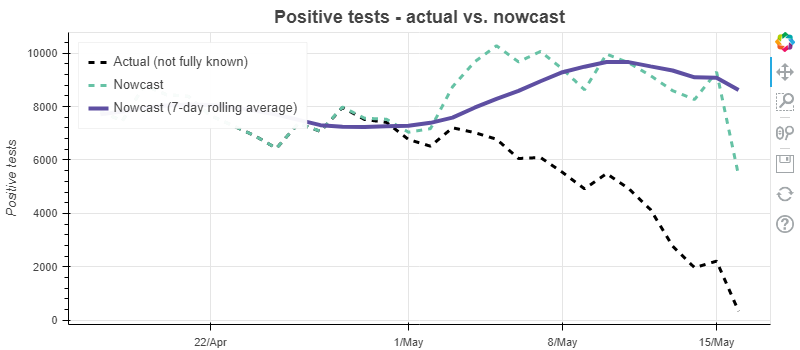 Positive tests - actual vs. nowcast
Actual (not fully known)
Nowcast
Nowcast (7-day rolling average)
Positive tests
10000
8000
6000
4000
2000
0
22/Apr
1/May
8/May
15/May